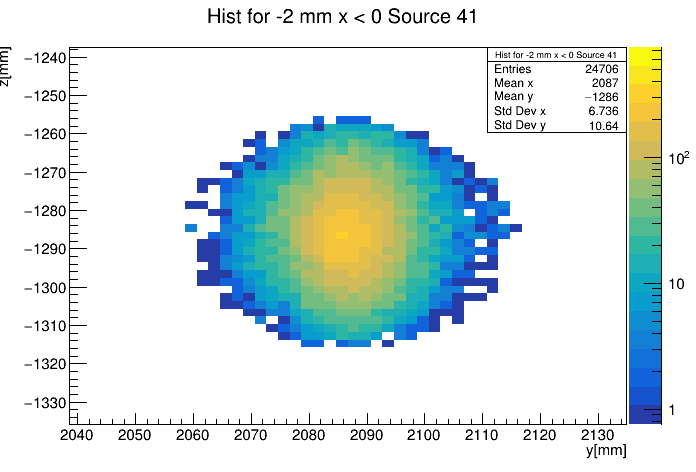 Hist for -2 mm x < 0 Source 41
z[mm]
Hist for -2 mm x < 0 Source 41
Entries 24706
Mean x 2087
Mean y −1286
Std Dev x 6.736
Std Dev y 10.64
−1240
−1250
−1260
−1270
−1280
−1290
−1300
−1310
−1320
−1330
10²
10
1
2040 2050 2060 2070 2080 2090 2100 2110 2120 2130
y[mm]